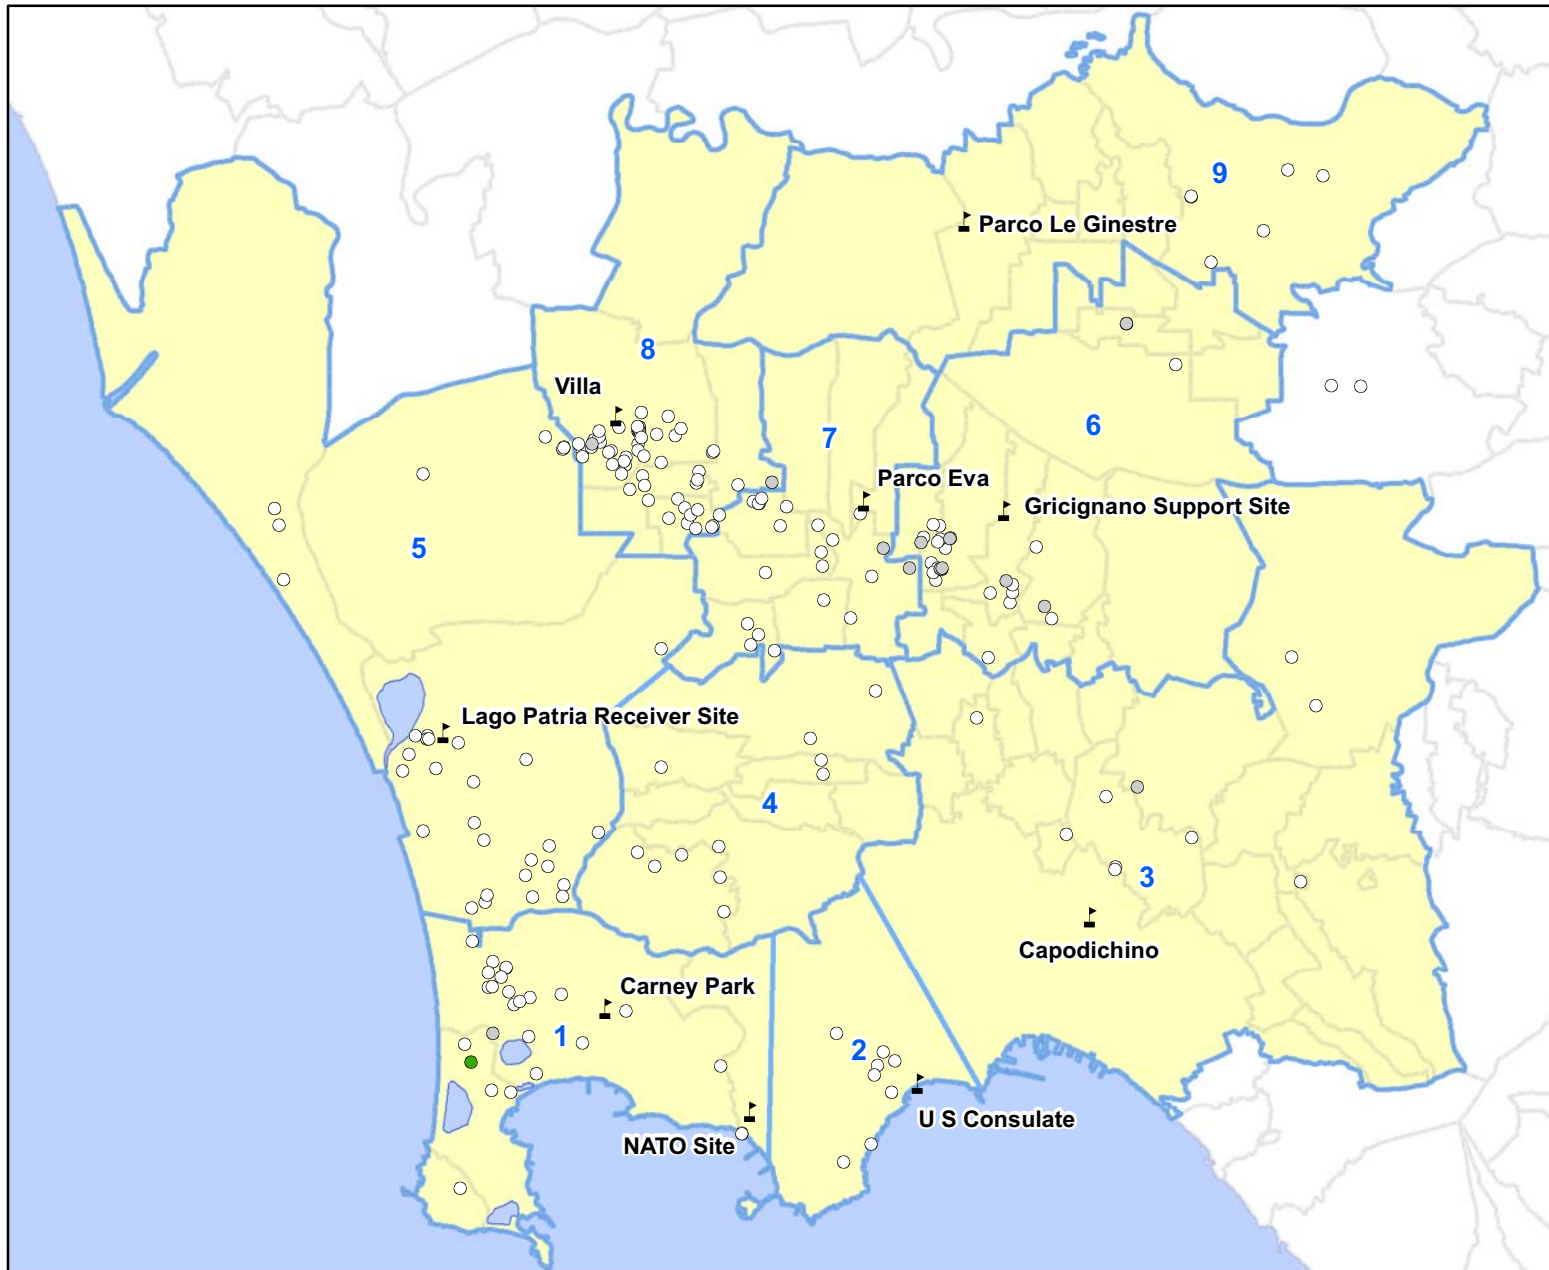 9
Parco Le Ginestre
8
Villa
6
7
Parco Eva
Gricignano Support Site
5
Lago Patria Receiver Site
4
3
Capodichino
Carney Park
1
2
U S Consulate
NATO Site